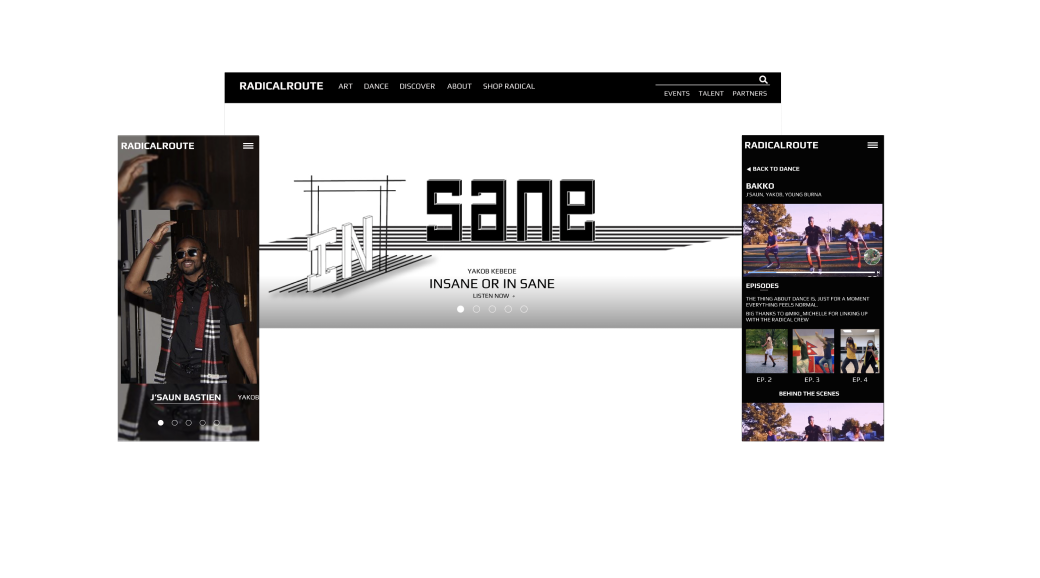 RADICALROUTE ART DANCE DISCOVER ABOUT SHOP RADICAL
EVENTS TALENT PARTNERS
RADICALROUTE
J'SAUN BASTIEN YAKOB
IN sane
YAKOB KEBEDE
INSANE OR IN SANE
LISTEN NOW
RADICALROUTE
BACK TO DANCE
BAKKO
J'SAUN, YAKOB, YOUNG BURNA
EPISODES
THE THING ABOUT DANCE IS, JUST FOR A MOMENT
EVERYTHING FEELS NORMAL.
BIG THANKS TO @MIKI_MICHELLE FOR LINKING UP
WITH THE RADICAL CREW
EP. 2 EP. 3 EP. 4
BEHIND THE SCENES